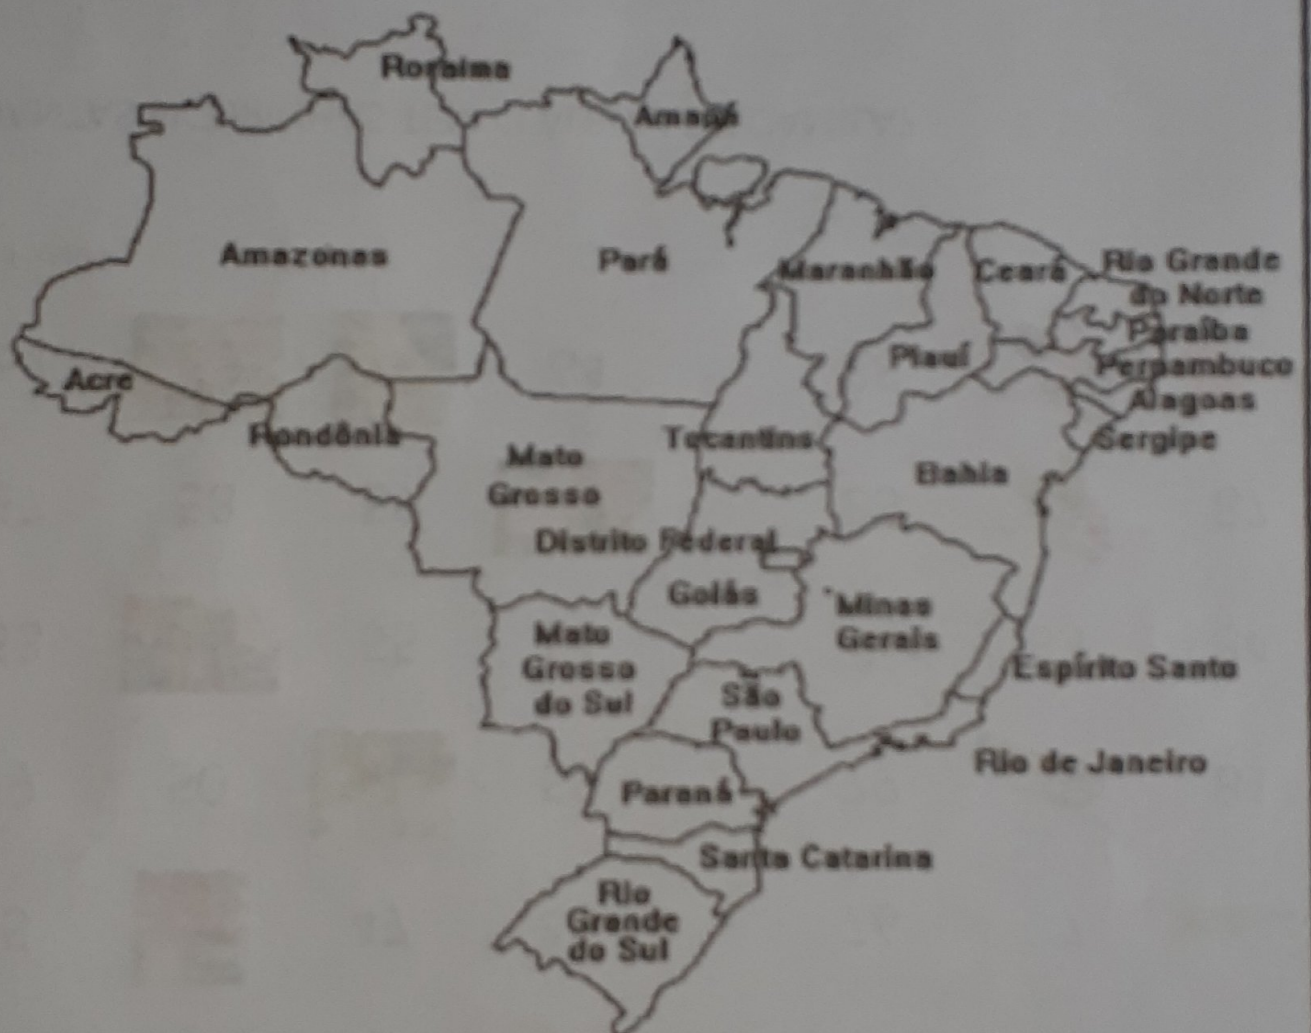 Roraima
Amapá
Amazonas
Pará
Maranhão
Ceará
Rio Grande
do Norte
Paraíba
Piauí
Pernambuco
Acre
Alagoas
Rondônia
Tocantins
Sergipe
Mato
Grosso
Bahia
Distrito Federal
Goiás
Minas
Gerais
Mato
Grosso
do Sul
Espírito Santo
São
Paulo
Rio de Janeiro
Paraná
Santa Catarina
Rio
Grande
do Sul